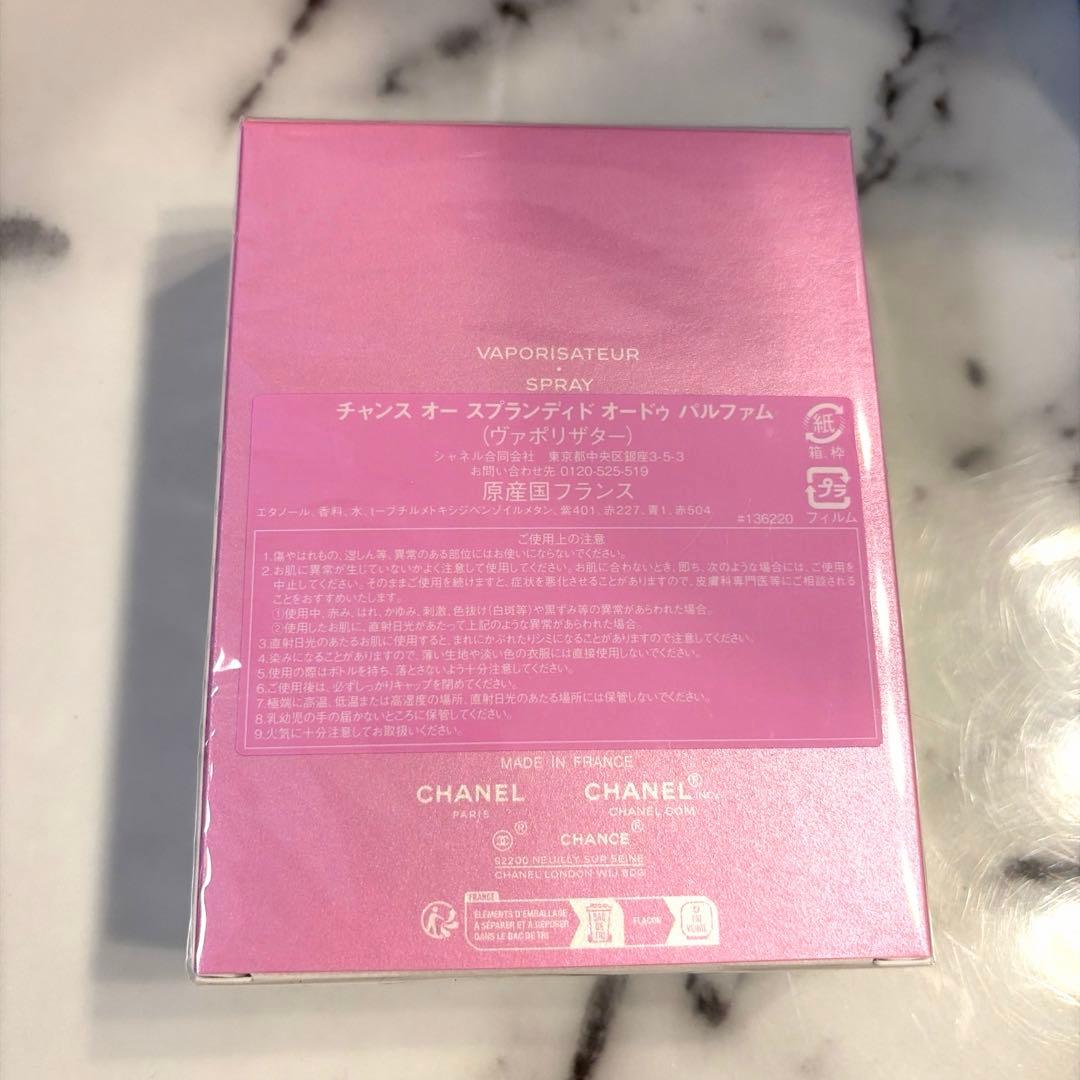 VAPORISATEUR
·
SPRAY
チャンス オー スプランディド オードゥ パルファム
(ヴァポリザター)
シャネル合同会社 東京都中央区銀座3-5-3
お問い合わせ先 0120-525-519
原産国フランス
エタノール、香料、水、t-ブチルメトキシジベンゾイルメタン、紫401、赤227、青1、赤504
#136220
紙
箱、枠
プラ
フィルム
ご使用上の注意
1.傷やはれもの、湿しん等、異常のある部位にはお使いにならないでください。
2.お肌に異常が生じていないかよく注意して使用してください。お肌に合わないとき、即ち、次のような場合には、ご使用を
中止してください。そのままご使用を続けますと、症状を悪化させることがありますので、皮膚科専門医等にご相談される
ことをおすすめいたします。
①使用中、赤み、はれ、かゆみ、刺激、色抜け(白斑等)や黒ずみ等の異常があらわれた場合。
②使用したお肌に、直射日光があたって上記のような異常があらわれた場合。
3.直射日光のあたるお肌に使用すると、まれにかぶれたりシミになることがありますので注意してください。
4.染みになることがありますので、薄い生地や淡い色の衣服には直接使用しないでください。
5.使用の際はボトルを持ち、落とさないよう十分注意してください。
6.ご使用後は、必ずしっかりキャップを閉めてください。
7.極端に高温、低温または高湿度の場所、直射日光のあたる場所には保管しないでください。
8.乳幼児の手の届かないところに保管してください。
9.火気に十分注意してお取扱いください。
MADE IN FRANCE
CHANEL CHANEL® INC.
PARIS CHANEL.COM
® CHANCE®
92200 NEUILLY SUR SEINE
CHANEL LONDON W1J 8DG
FRANCE
ÉLÉMENTS D'EMBALLAGE
À SÉPARER ET À DÉPOSER
DANS LE BAC DE TRI
BAC
DE
TRI
FLACON